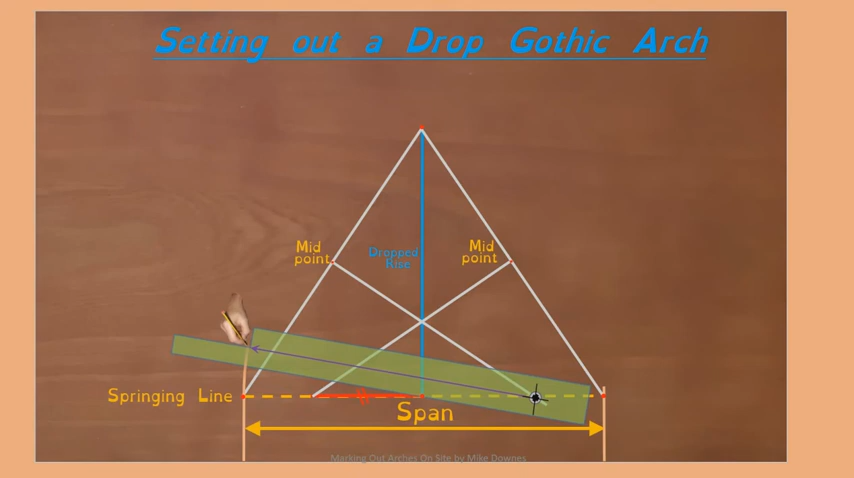 Setting out a Drop Gothic Arch
Mid
point
Dropped
Rise
Mid
point
Springing Line
Span
Marking Out Arches On Site by Mike Downes